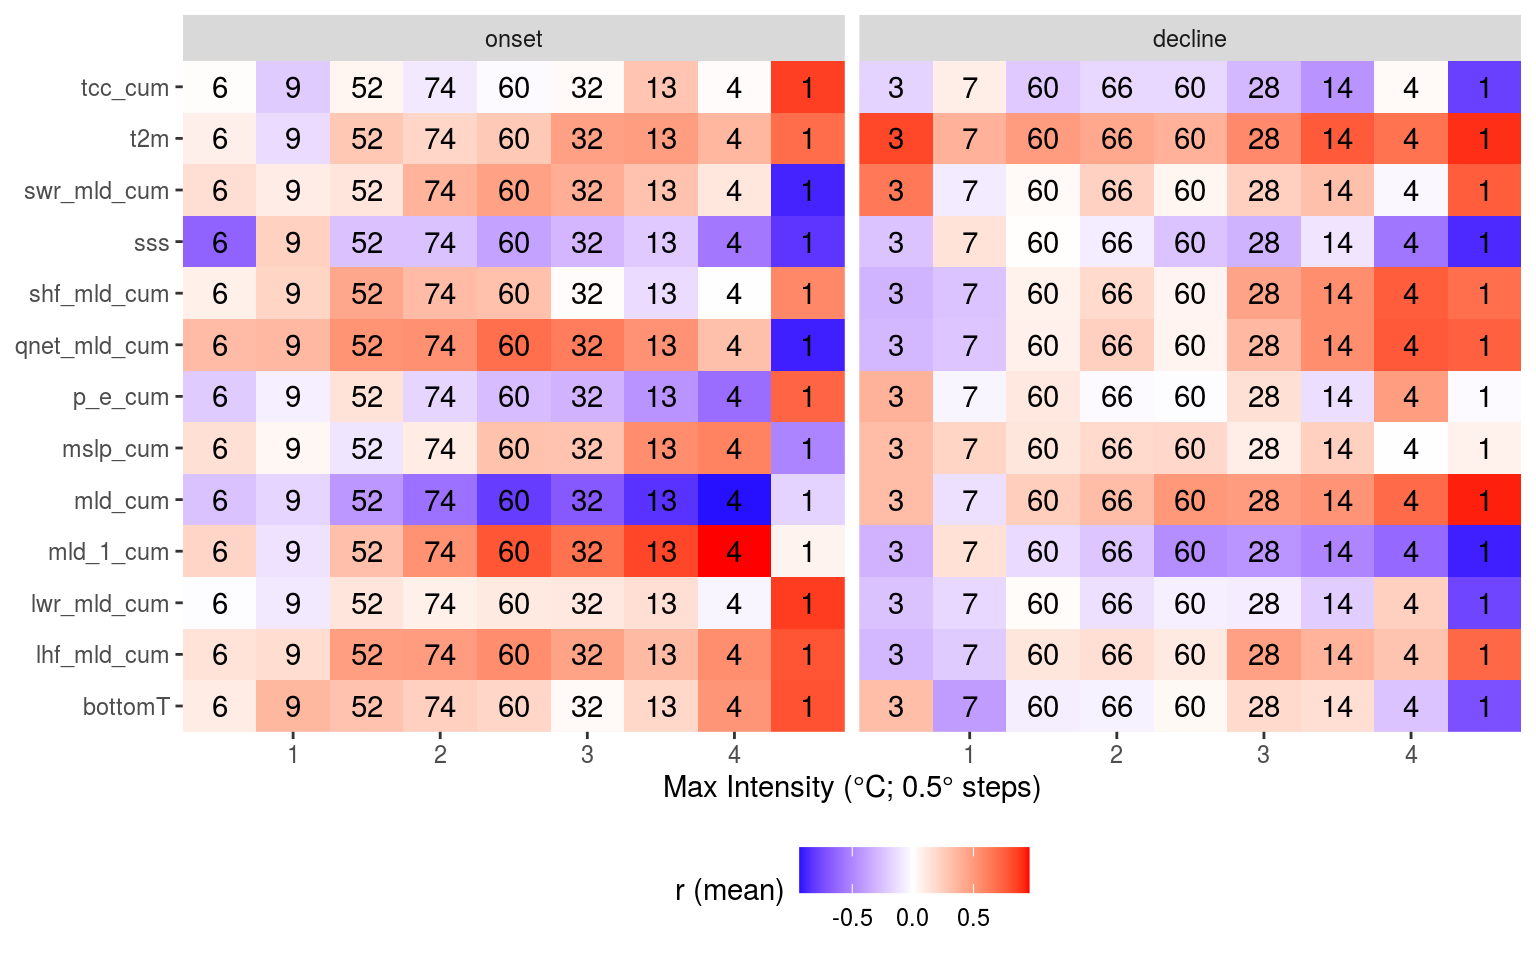 onset decline
tcc_cum 6 9 52 74 60 32 13 4 1 3 7 60 66 60 28 14 4 1
t2m 6 9 52 74 60 32 13 4 1 3 7 60 66 60 28 14 4 1
swr_mld_cum 6 9 52 74 60 32 13 4 1 3 7 60 66 60 28 14 4 1
sss 6 9 52 74 60 32 13 4 1 3 7 60 66 60 28 14 4 1
shf_mld_cum 6 9 52 74 60 32 13 4 1 3 7 60 66 60 28 14 4 1
qnet_mld_cum 6 9 52 74 60 32 13 4 1 3 7 60 66 60 28 14 4 1
p_e_cum 6 9 52 74 60 32 13 4 1 3 7 60 66 60 28 14 4 1
mslp_cum 6 9 52 74 60 32 13 4 1 3 7 60 66 60 28 14 4 1
mld_cum 6 9 52 74 60 32 13 4 1 3 7 60 66 60 28 14 4 1
mld_1_cum 6 9 52 74 60 32 13 4 1 3 7 60 66 60 28 14 4 1
lwr_mld_cum 6 9 52 74 60 32 13 4 1 3 7 60 66 60 28 14 4 1
lhf_mld_cum 6 9 52 74 60 32 13 4 1 3 7 60 66 60 28 14 4 1
bottomT 6 9 52 74 60 32 13 4 1 3 7 60 66 60 28 14 4 1
1 2 3 4 1 2 3 4
Max Intensity (°C; 0.5° steps)
r (mean)
-0.5 0.0 0.5